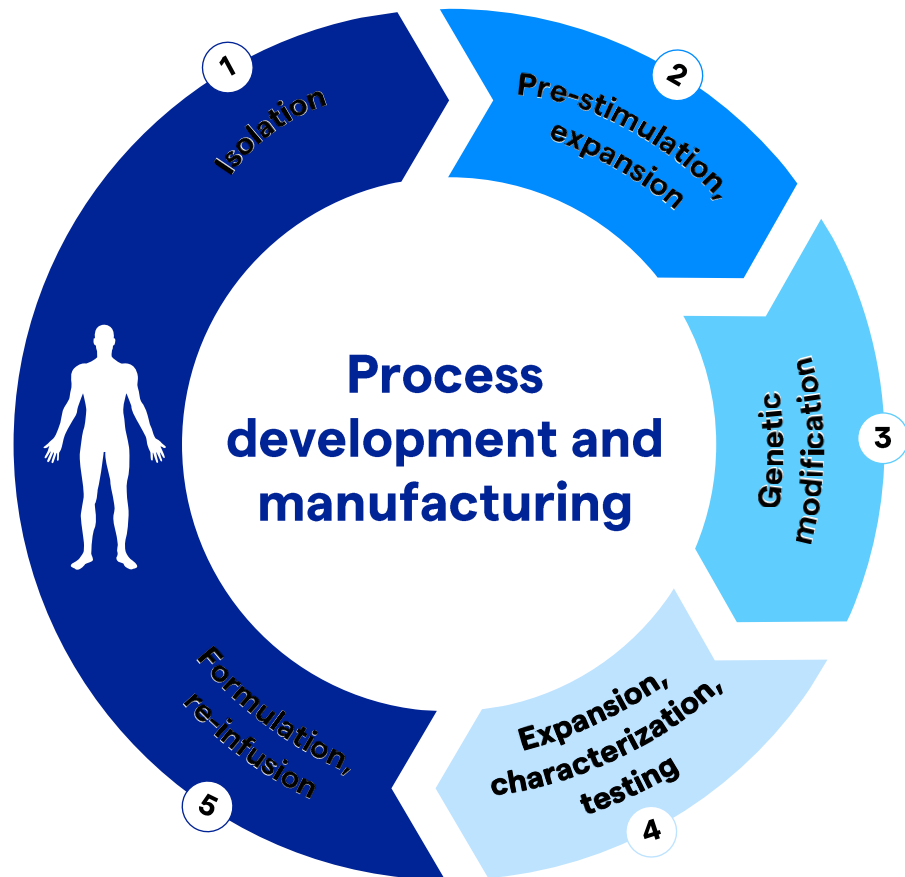 Process
development and
manufacturing
1
Isolation
2
Pre-stimulation,
expansion
3
Genetic
modification
4
Expansion,
characterization,
testing
5
Formulation,
re-infusion